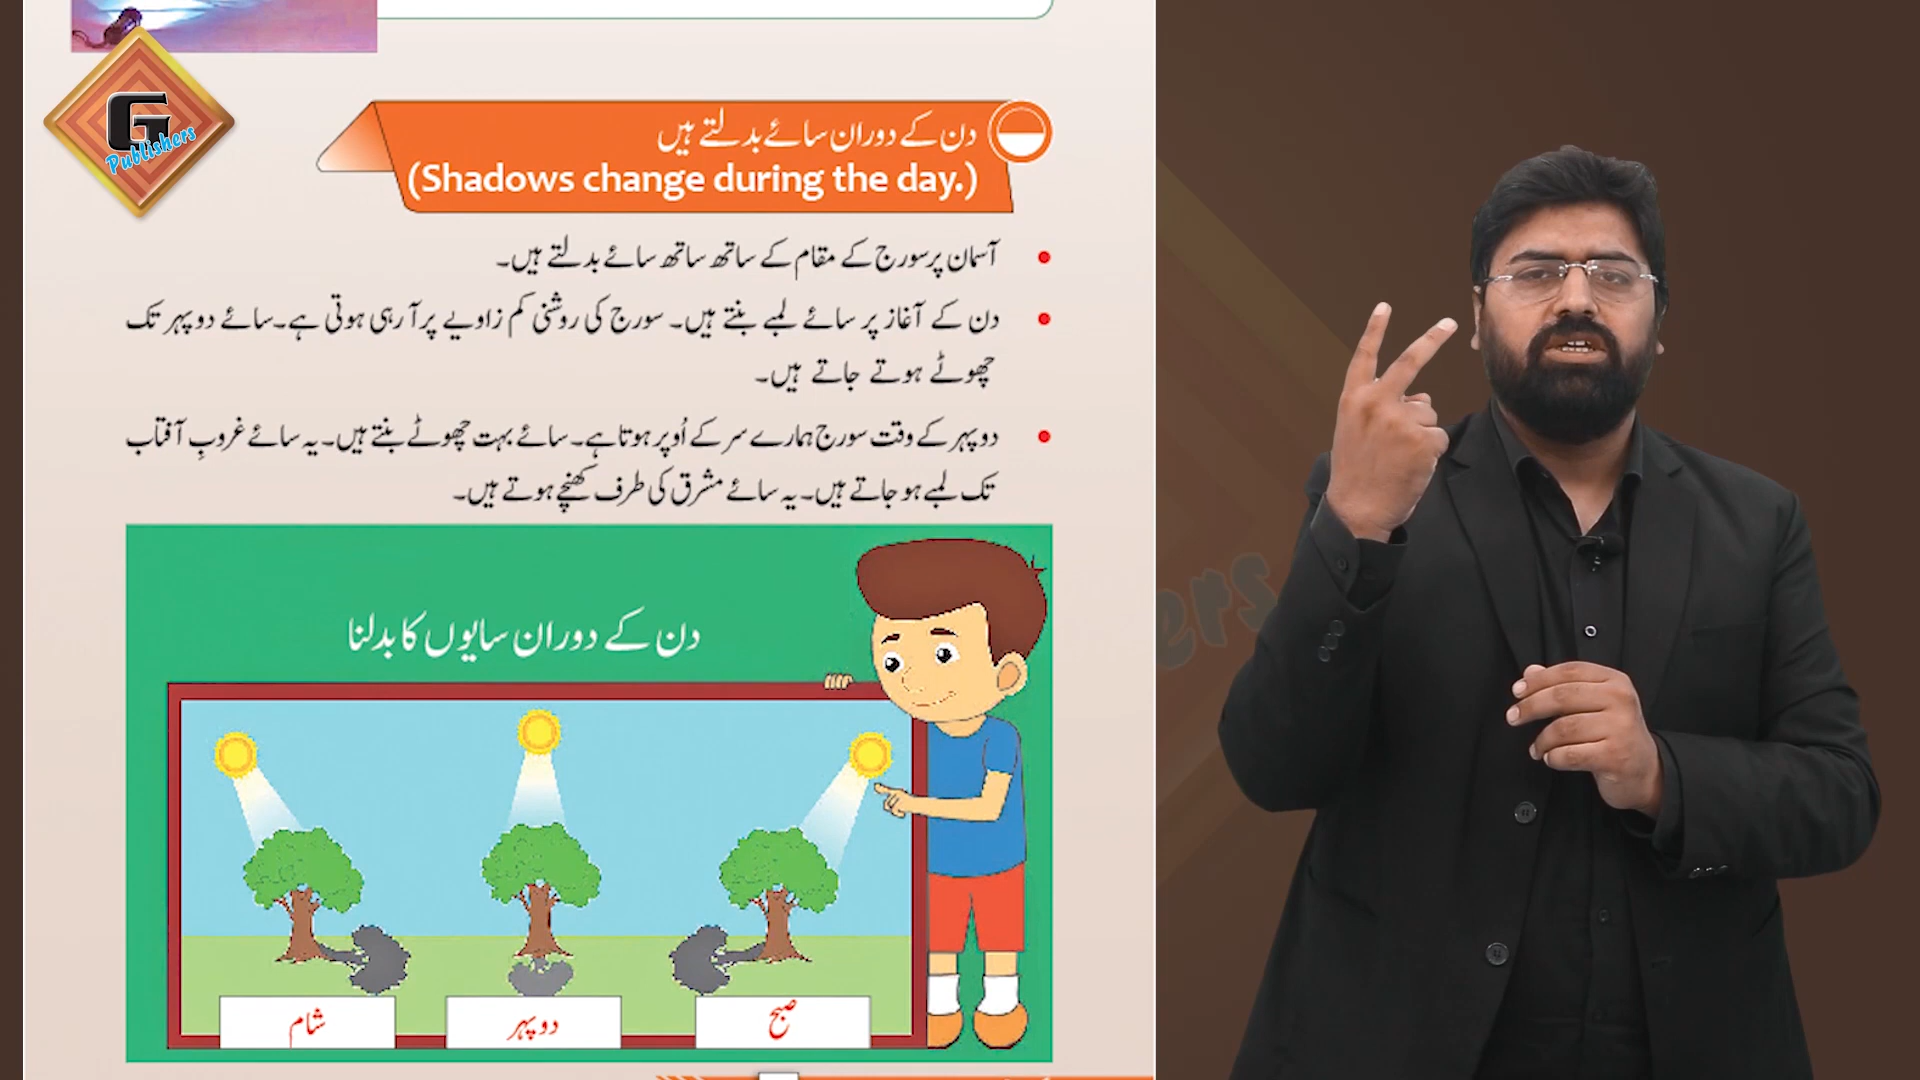 G
Publishers
دن کے دوران سائے بدلتے ہیں
(Shadows change during the day.)
آسمان پر سورج کے مقام کے ساتھ ساتھ سائے بدلتے ہیں۔
دن کے آغاز پر سائے لمبے بنتے ہیں۔ سورج کی روشنی کم زاویے پر آ رہی ہوتی ہے۔ سائے دوپہر تک
چھوٹے ہوتے جاتے ہیں۔
دوپہر کے وقت سورج ہمارے سر کے اُوپر ہوتا ہے۔ سائے بہت چھوٹے بنتے ہیں۔ یہ سائے غروبِ آفتاب
تک لمبے ہو جاتے ہیں۔ یہ سائے مشرق کی طرف کھنچے ہوتے ہیں۔
دن کے دوران سایوں کا بدلنا
صبح
دوپہر
شام
ers